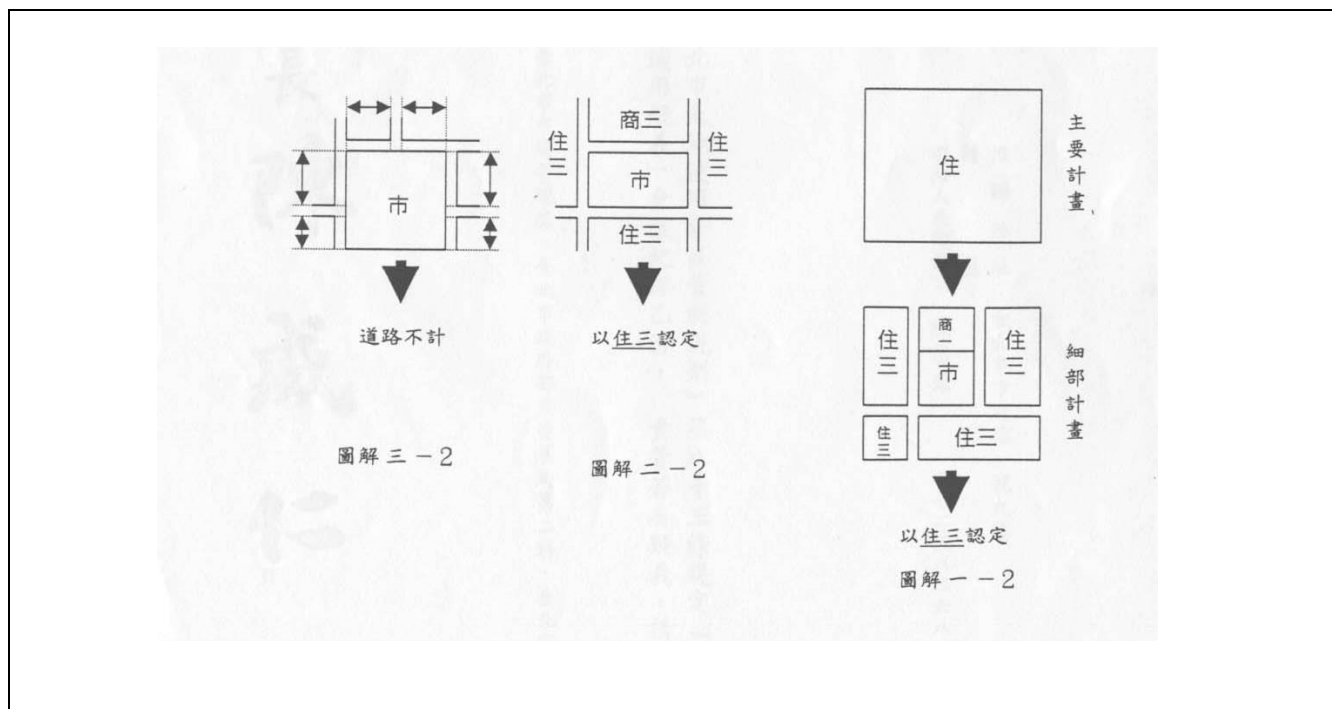 主要計畫、
住
細部計畫
住三
商一
市
住三
住三
住三
以住三認定
圖解一－2
商三
住三
市
住三
住三
以住三認定
圖解二－2
市
道路不計
圖解三－2